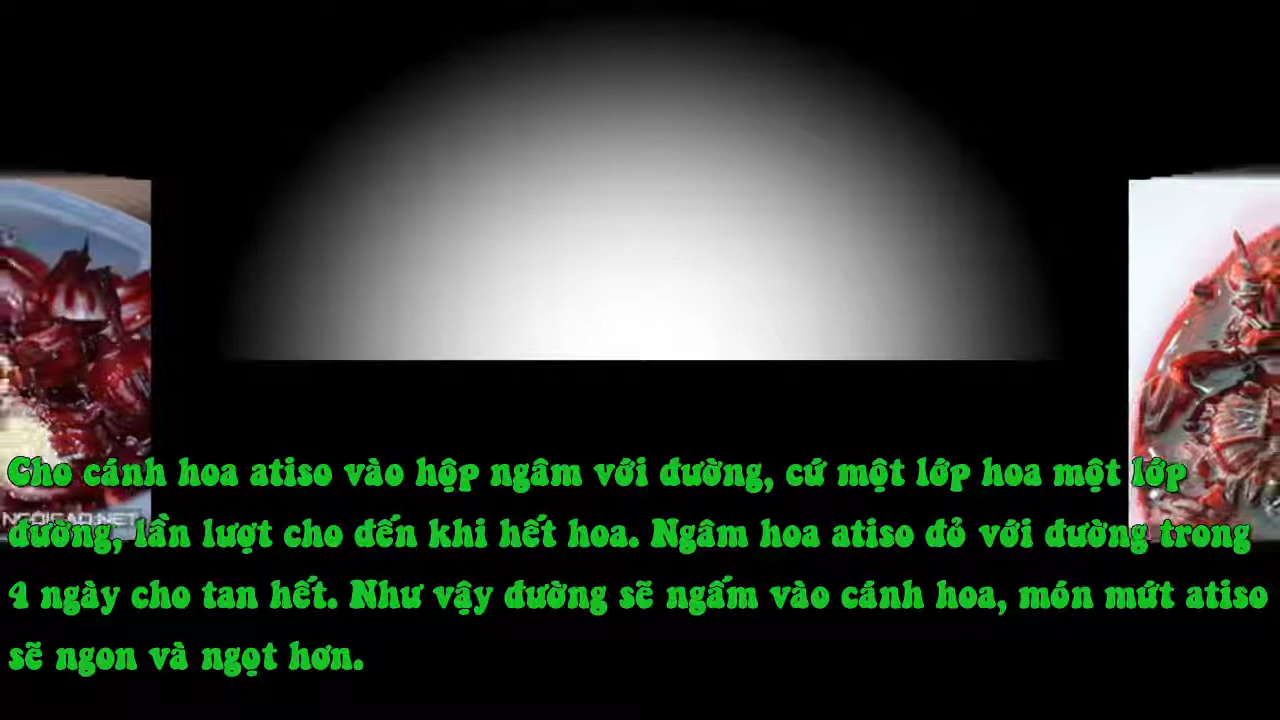 Cho cánh hoa atiso vào hộp ngâm với đường, cứ một lớp hoa một lớp
đường, lần lượt cho đến khi hết hoa. Ngâm hoa atiso đỏ với đường trong
4 ngày cho tan hết. Như vậy đường sẽ ngấm vào cánh hoa, món mứt atiso
sẽ ngon và ngọt hơn.
NGOISAO.NET